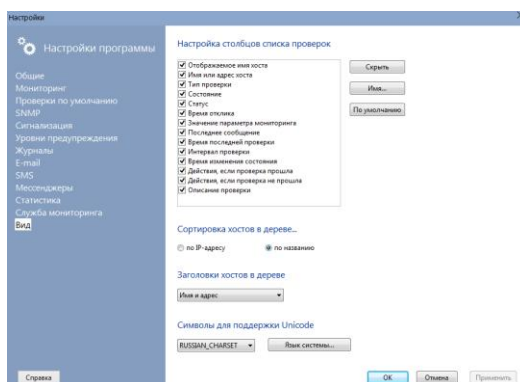 Настройки
Настройки программы
Общие
Мониторинг
Проверки по умолчанию
SNMP
Сигнализация
Уровни предупреждения
Журналы
E-mail
SMS
Мессенджеры
Статистика
Служба мониторинга
Вид
Справка
Настройка столбцов списка проверок
Отображаемое имя хоста
Имя или адрес хоста
Тип проверки
Состояние
Статус
Время отклика
Значение параметра мониторинга
Последнее сообщение
Время последней проверки
Интервал проверки
Время изменения состояния
Действия, если проверка прошла
Действия, если проверка не прошла
Описание проверки
Скрыть
Имя...
По умолчанию
Сортировка хостов в дереве...
по IP-адресу
по названию
Заголовки хостов в дереве
Имя и адрес
Символы для поддержки Unicode
RUSSIAN_CHARSET
Язык системы...
OK
Отмена
Применить